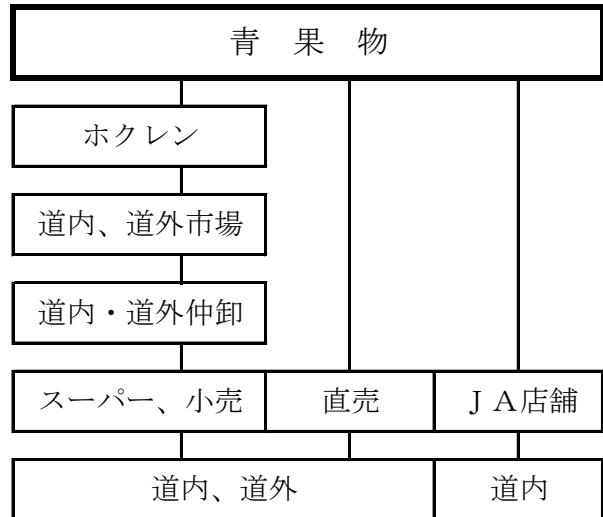 青 果 物
ホクレン
道内、道外市場
道内・道外仲卸
スーパー、小売 直売 ＪＡ店舗
道内、道外 道内